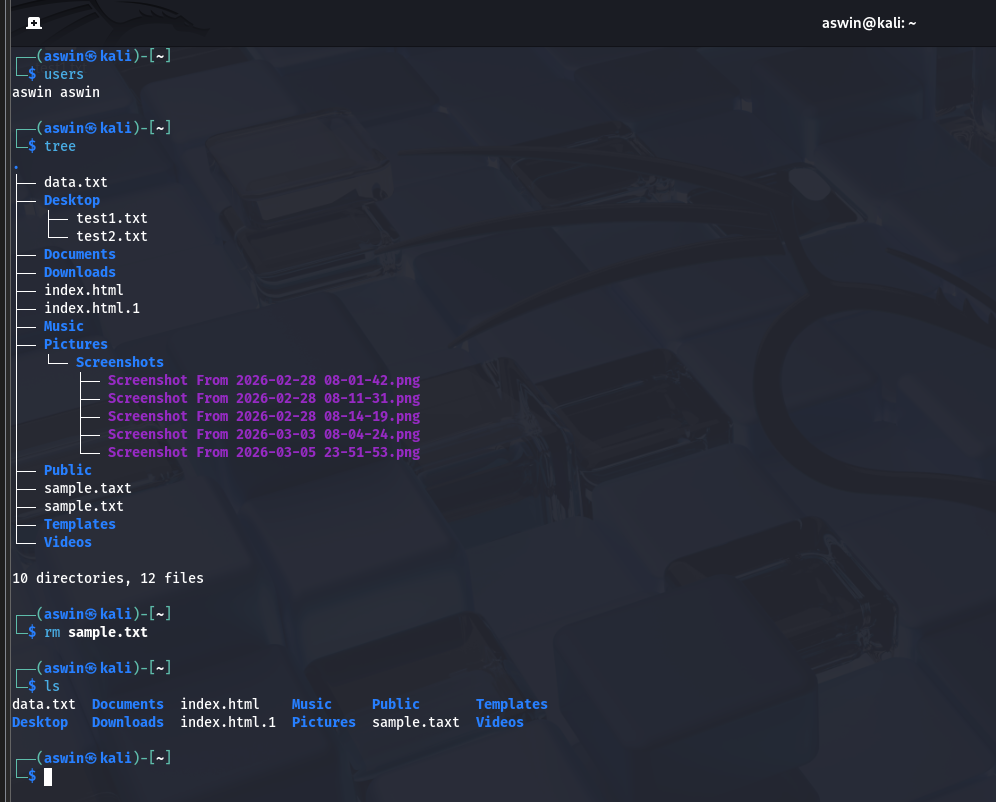 aswin@kali: ~
┌──(aswin㉿kali)-[~]
└─$ users
aswin aswin
┌──(aswin㉿kali)-[~]
└─$ tree
.
├── data.txt
├── Desktop
│   ├── test1.txt
│   └── test2.txt
├── Documents
├── Downloads
├── index.html
├── index.html.1
├── Music
├── Pictures
│   └── Screenshots
│       ├── Screenshot From 2026-02-28 08-01-42.png
│       ├── Screenshot From 2026-02-28 08-11-31.png
│       ├── Screenshot From 2026-02-28 08-14-19.png
│       ├── Screenshot From 2026-03-03 08-04-24.png
│       └── Screenshot From 2026-03-05 23-51-53.png
├── Public
├── sample.taxt
├── sample.txt
├── Templates
└── Videos
10 directories, 12 files
┌──(aswin㉿kali)-[~]
└─$ rm sample.txt
┌──(aswin㉿kali)-[~]
└─$ ls
data.txt  Documents  index.html    Music     Public       Templates
Desktop   Downloads  index.html.1  Pictures  sample.taxt  Videos
┌──(aswin㉿kali)-[~]
└─$